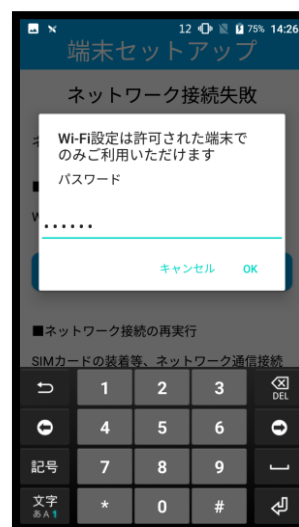 12 75% 14:26
端末セットアップ
ネットワーク接続失敗
Wi-Fi設定は許可された端末で
のみご利用いただけます
パスワード
••••••
キャンセル OK
■ネットワーク接続の再実行
SIMカードの装着等、ネットワーク通信接続
1 2 3 DEL
4 5 6
記号 7 8 9
文字 * 0 #
あA1